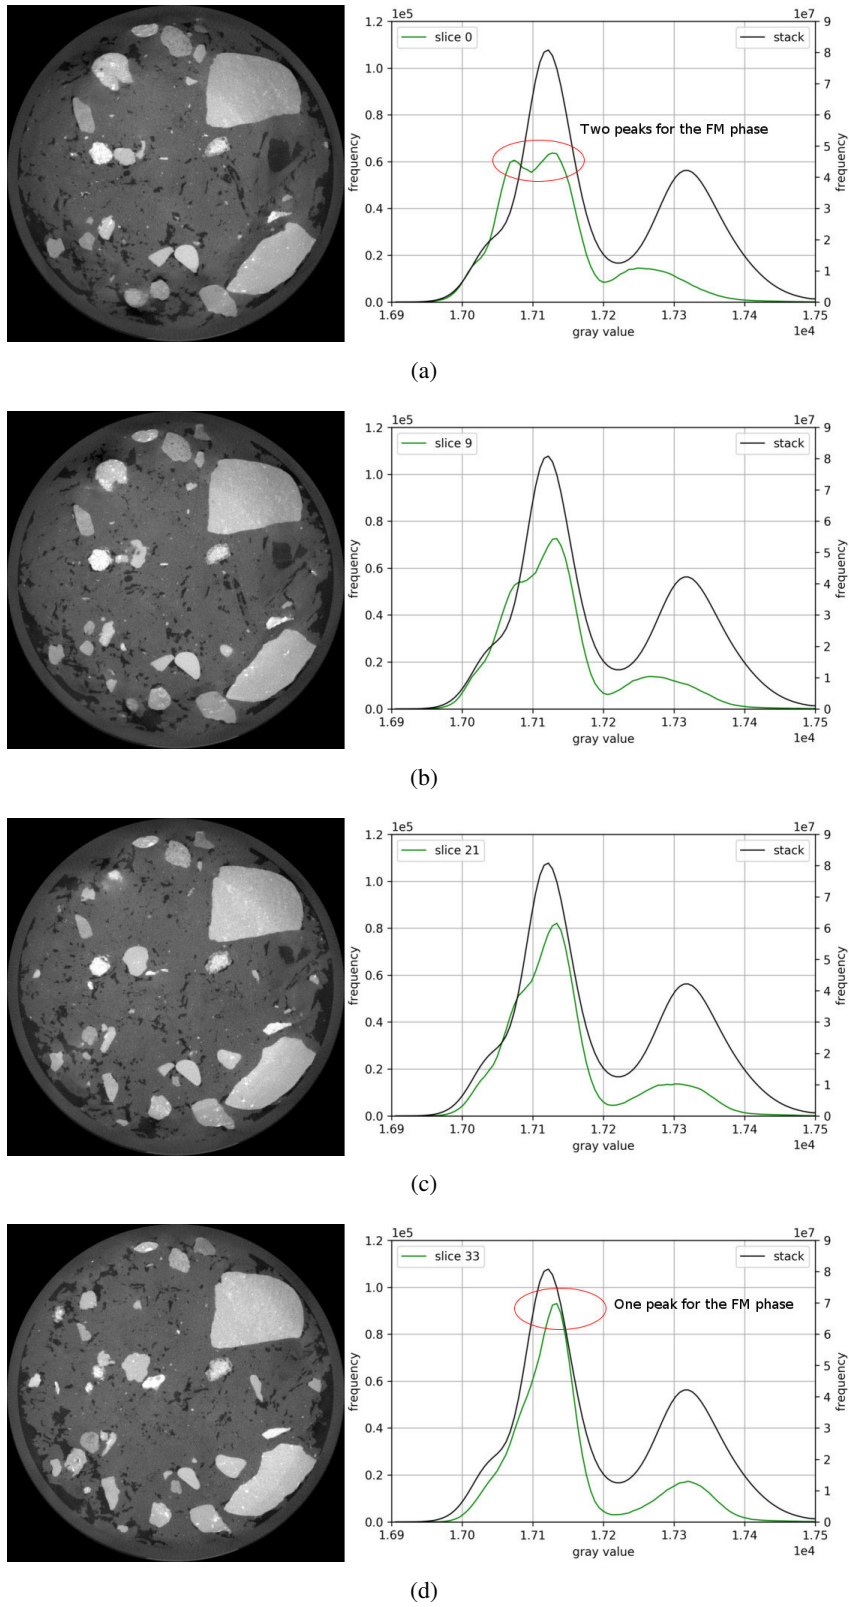 1e5
1e7
slice 0
stack
Two peaks for the FM phase
frequency
frequency
0.0 0.2 0.4 0.6 0.8 1.0 1.2
0 1 2 3 4 5 6 7 8 9
1.69 1.70 1.71 1.72 1.73 1.74 1.75
gray value
1e4
(a)
1e5
1e7
slice 9
stack
frequency
frequency
0.0 0.2 0.4 0.6 0.8 1.0 1.2
0 1 2 3 4 5 6 7 8 9
1.69 1.70 1.71 1.72 1.73 1.74 1.75
gray value
1e4
(b)
1e5
1e7
slice 21
stack
frequency
frequency
0.0 0.2 0.4 0.6 0.8 1.0 1.2
0 1 2 3 4 5 6 7 8 9
1.69 1.70 1.71 1.72 1.73 1.74 1.75
gray value
1e4
(c)
1e5
1e7
slice 33
stack
One peak for the FM phase
frequency
frequency
0.0 0.2 0.4 0.6 0.8 1.0 1.2
0 1 2 3 4 5 6 7 8 9
1.69 1.70 1.71 1.72 1.73 1.74 1.75
gray value
1e4
(d)